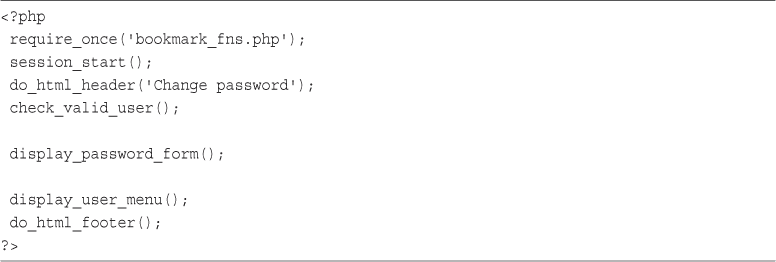 <?php
require_once('bookmark_fns.php');
session_start();
do_html_header('Change password');
check_valid_user();
display_password_form();
display_user_menu();
do_html_footer();
?>